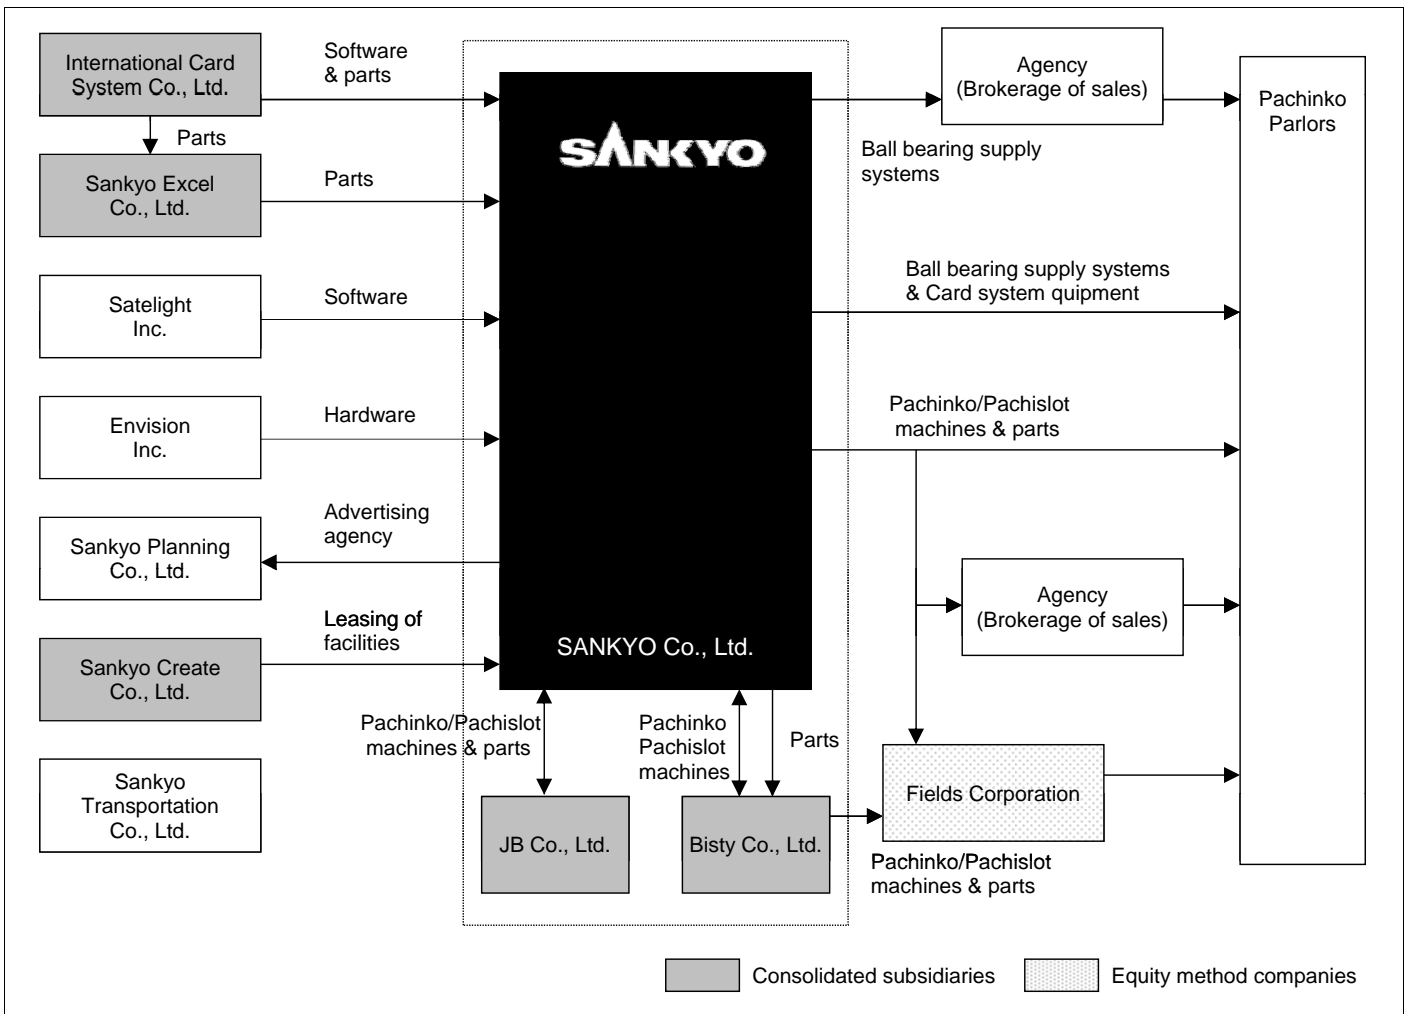 International Card
System Co., Ltd.
Software
& parts
Parts
Sankyo Excel
Co., Ltd.
Parts
Satelight
Inc.
Software
Envision
Inc.
Hardware
Sankyo Planning
Co., Ltd.
Advertising
agency
Sankyo Create
Co., Ltd.
Leasing of
facilities
Sankyo
Transportation
Co., Ltd.
SANKYO
SANKYO Co., Ltd.
Pachinko/Pachislot
machines & parts
Pachinko
Pachislot
machines
Parts
JB Co., Ltd.
Bisty Co., Ltd.
Agency
(Brokerage of sales)
Ball bearing supply
systems
Ball bearing supply systems
& Card system quipment
Pachinko/Pachislot
machines & parts
Agency
(Brokerage of sales)
Fields Corporation
Pachinko/Pachislot
machines & parts
Pachinko
Parlors
Consolidated subsidiaries
Equity method companies